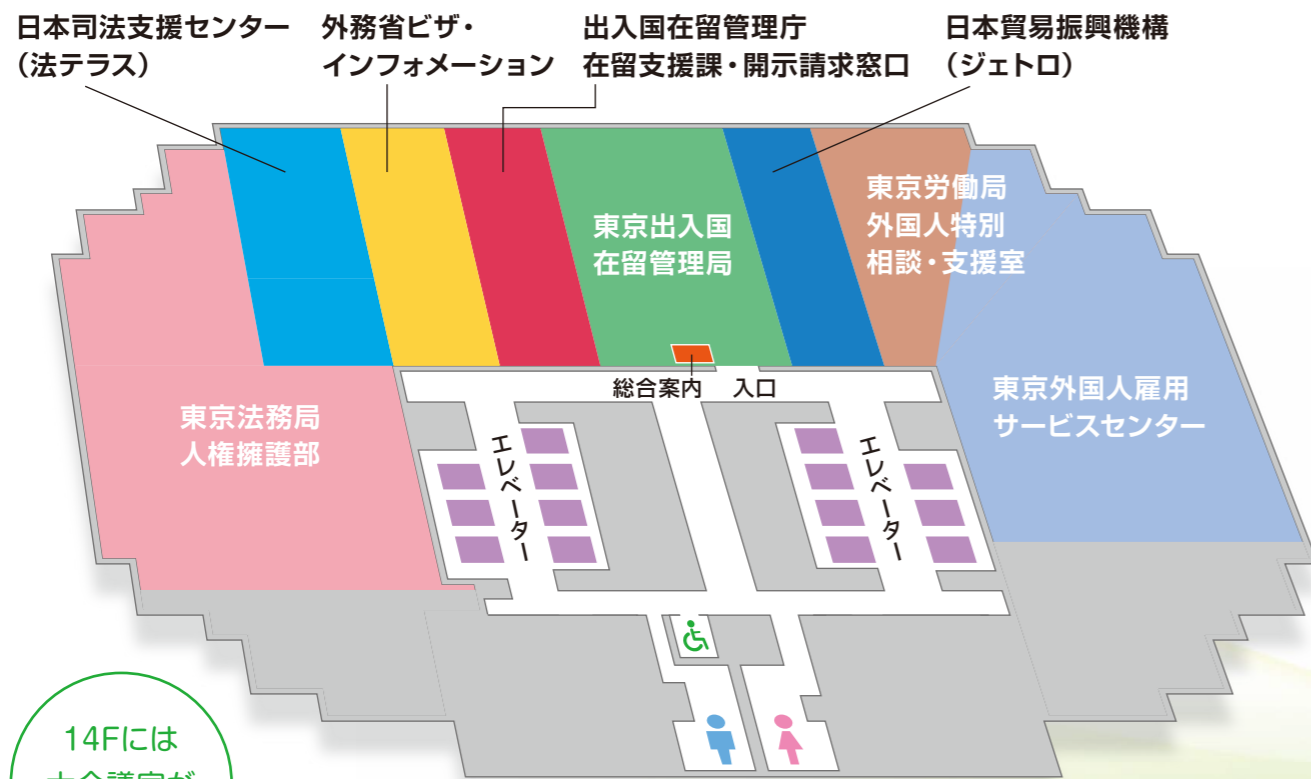 日本司法支援センター
（法テラス）
外務省ビザ・
インフォメーション
出入国在留管理庁
在留支援課・開示請求窓口
日本貿易振興機構
（ジェトロ）
東京出入国
在留管理局
東京労働局
外国人特別
相談・支援室
総合案内
入口
東京法務局
人権擁護部
東京外国人雇用
サービスセンター
エレベーター
エレベーター
14Fには
大会議室が